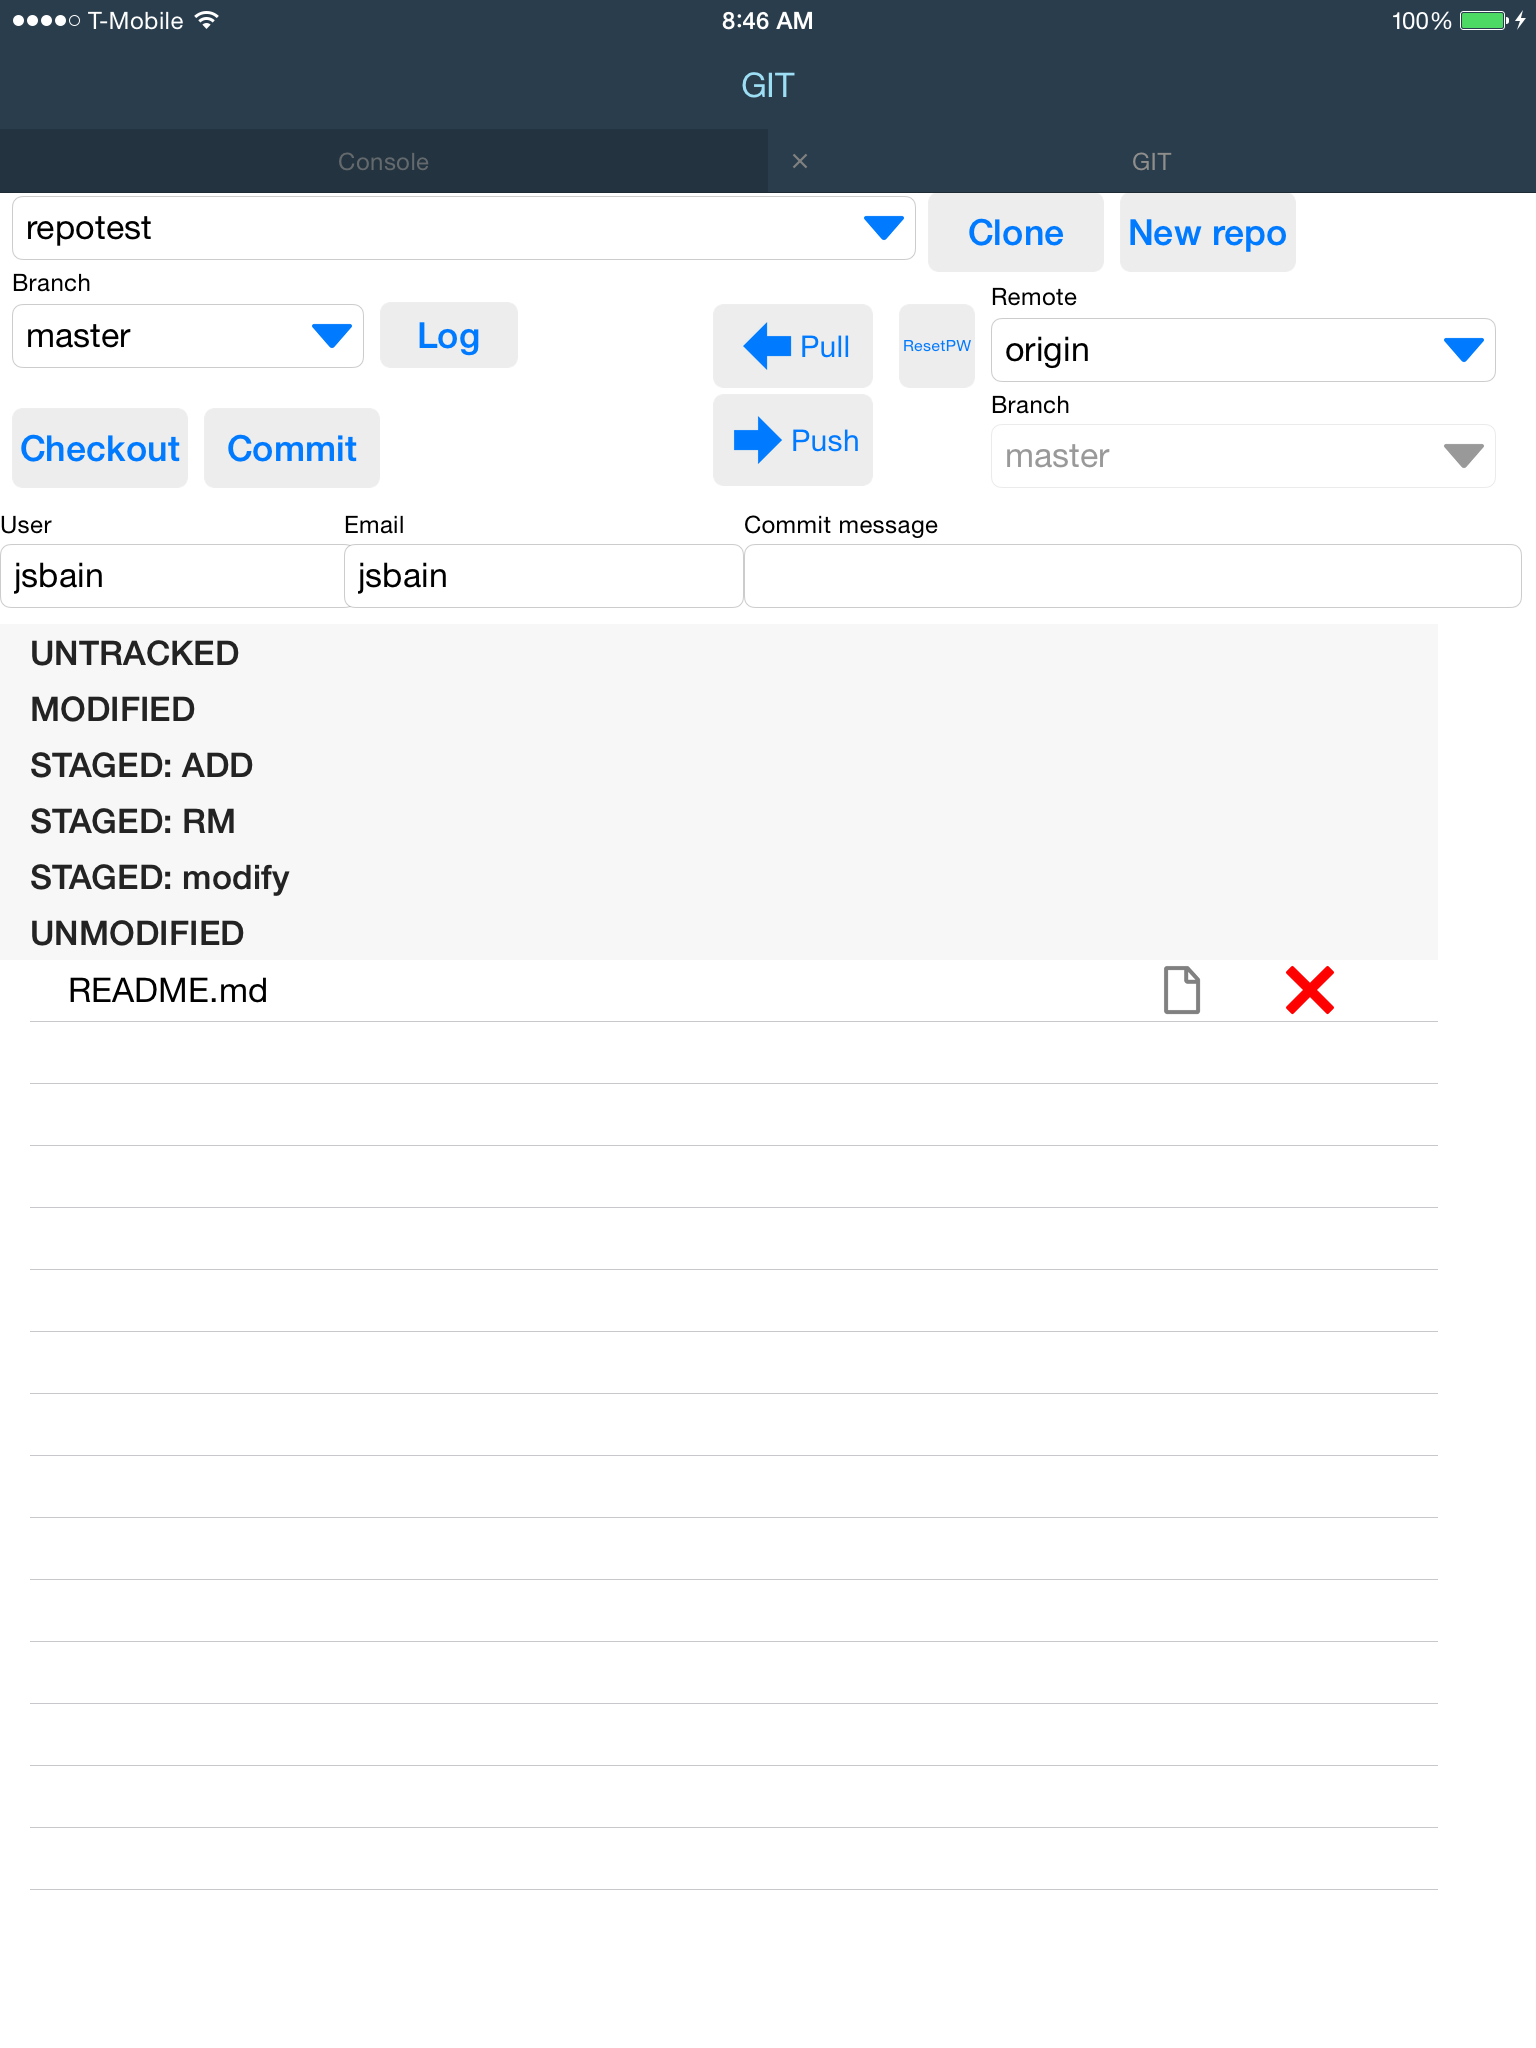 T-Mobile 8:46 AM 100%
GIT
Console × GIT
repotest Clone New repo
Branch
master Log Pull ResetPW
Remote
origin
Checkout Commit Push
Branch
master
User Email Commit message
jsbain jsbain
UNTRACKED
MODIFIED
STAGED: ADD
STAGED: RM
STAGED: modify
UNMODIFIED
README.md